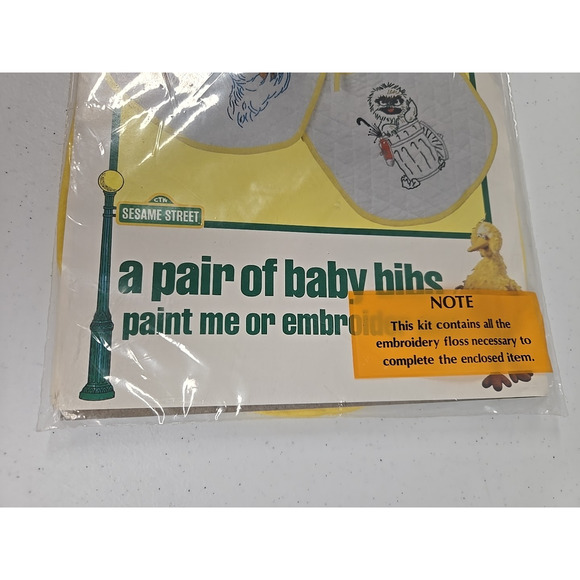 CTW
SESAME STREET
a pair of baby bibs
paint me or embroide
NOTE
This kit contains all the
embroidery floss necessary to
complete the enclosed item.